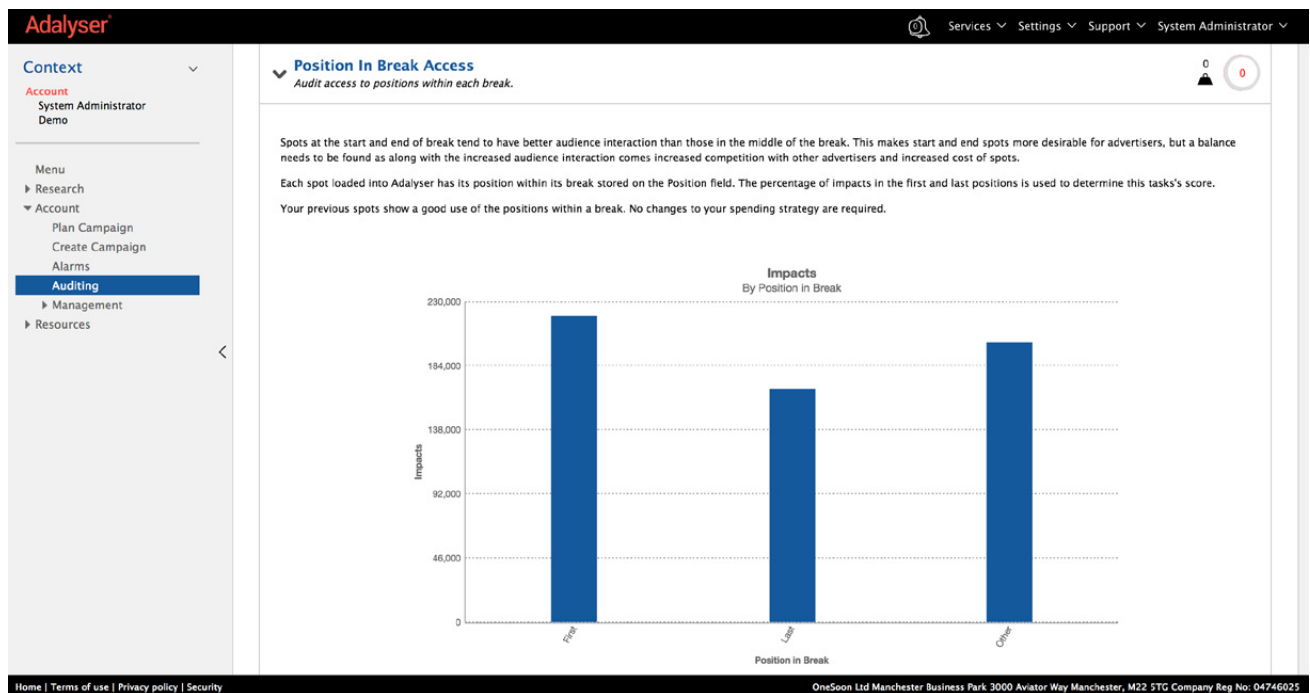 Adalyser
0
Services
Settings
Support
System Administrator
Context
Account
System Administrator
Demo
Menu
Research
Account
Plan Campaign
Create Campaign
Alarms
Auditing
Management
Resources
Position In Break Access
Audit access to positions within each break.
0
0
Spots at the start and end of break tend to have better audience interaction than those in the middle of the break. This makes start and end spots more desirable for advertisers, but a balance
needs to be found as along with the increased audience interaction comes increased competition with other advertisers and increased cost of spots.
Each spot loaded into Adalyser has its position within its break stored on the Position field. The percentage of impacts in the first and last positions is used to determine this tasks's score.
Your previous spots show a good use of the positions within a break. No changes to your spending strategy are required.
Impacts
By Position in Break
230,000
184,000
138,000
92,000
46,000
0
Impacts
First
Last
Other
Position in Break
Home | Terms of use | Privacy policy | Security
OneSoon Ltd Manchester Business Park 3000 Aviator Way Manchester, M22 5TG Company Reg No: 04746025